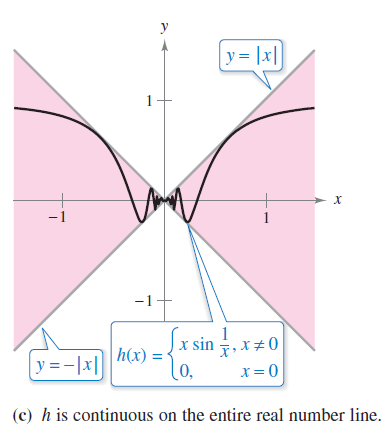 y
y = |x|
1
x
−1
1
−1
y = −|x|
h(x) = { x sin 1/x, x ≠ 0
0, x = 0
(c) h is continuous on the entire real number line.